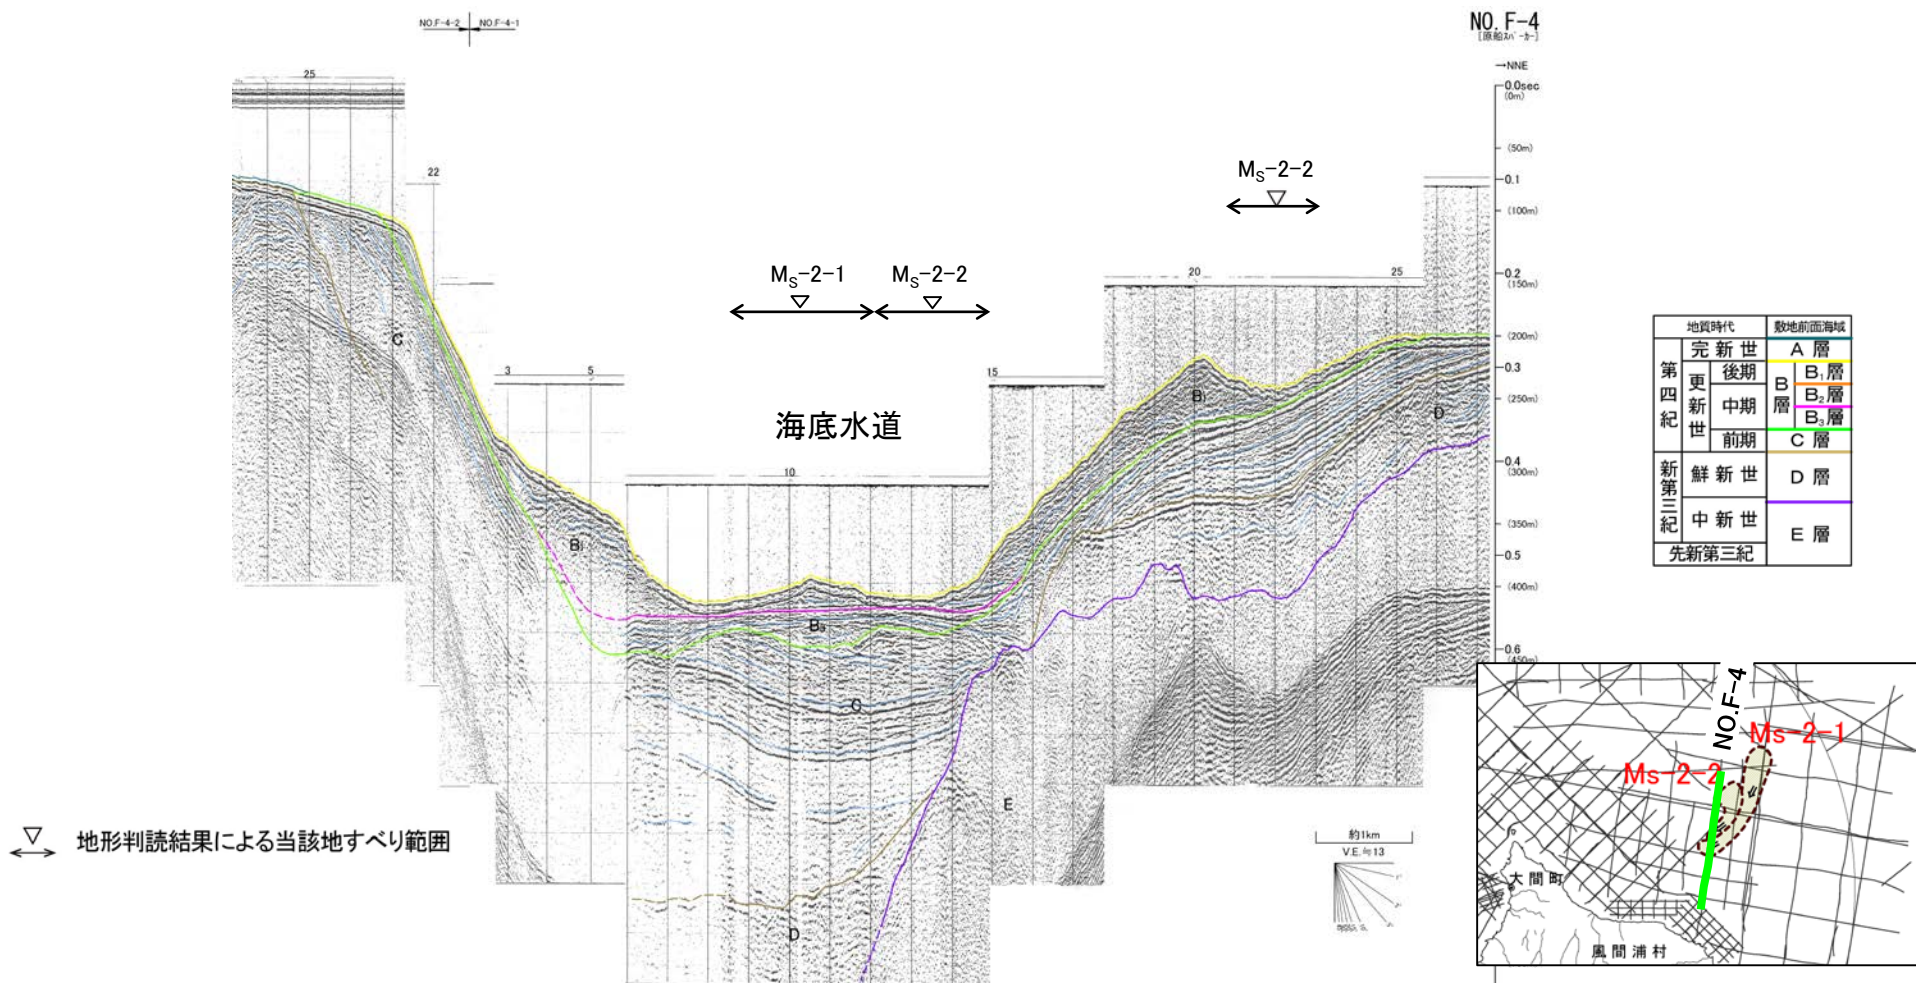 NO.F-4-2
NO.F-4-1
NO. F-4
→NNE
0.0sec
(0m)
(50m)
0.1
(100m)
0.2
(150m)
(200m)
0.3
(250m)
0.4
(300m)
(350m)
0.5
(400m)
0.6
(450m)
25
22
3
5
10
15
20
25
MS-2-2
MS-2-1
MS-2-2
海底水道
C
B1
B3
C
D
E
B1
D
地質時代
敷地前面海域
第四紀
完新世
A層
更新世
後期
B層
B1層
中期
B2層
B3層
前期
C層
新第三紀
鮮新世
D層
中新世
E層
先新第三紀
▽ 地形判読結果による当該地すべり範囲
約1km
V.E.≒13
NO.F-4
Ms-2-1
Ms-2-2
大間町
風間浦村